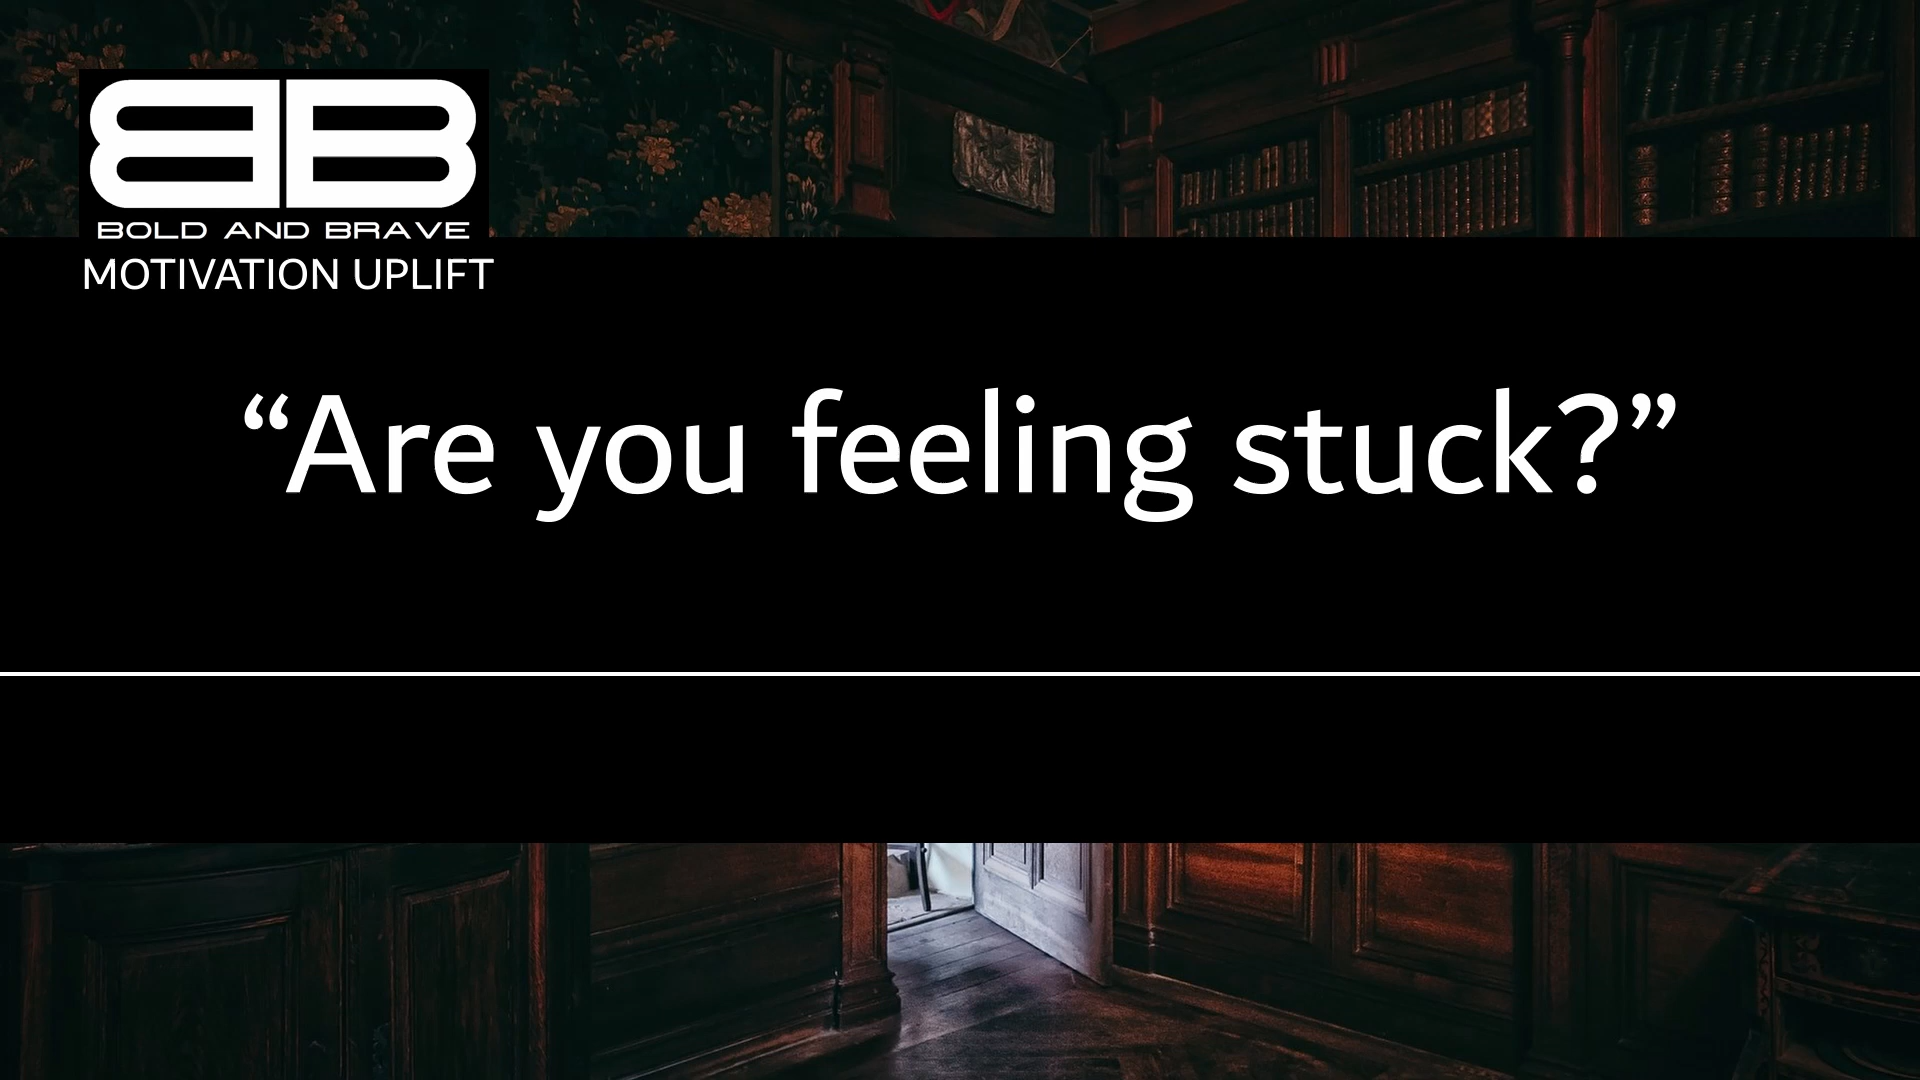 BB
BOLD AND BRAVE
MOTIVATION UPLIFT
“Are you feeling stuck?”